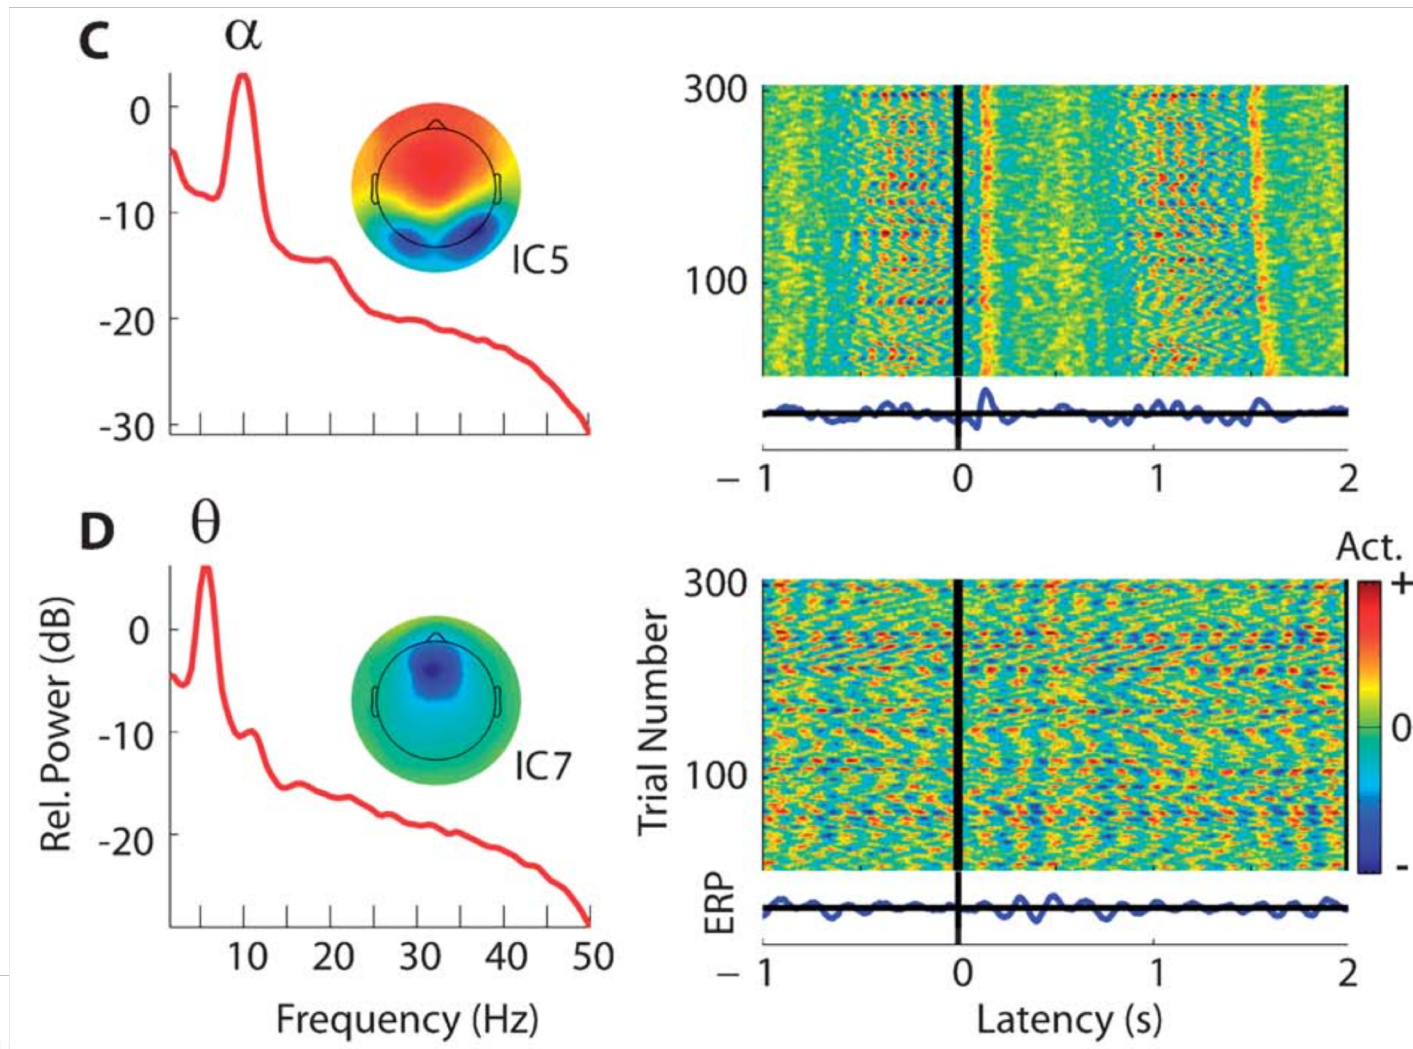 C
α
0
-10
-20
-30
IC5
300
100
– 1 0 1 2
D
θ
Rel. Power (dB)
0
-10
-20
IC7
10 20 30 40 50
Frequency (Hz)
Trial Number
300
100
ERP
– 1 0 1 2
Latency (s)
Act.
+
0
-